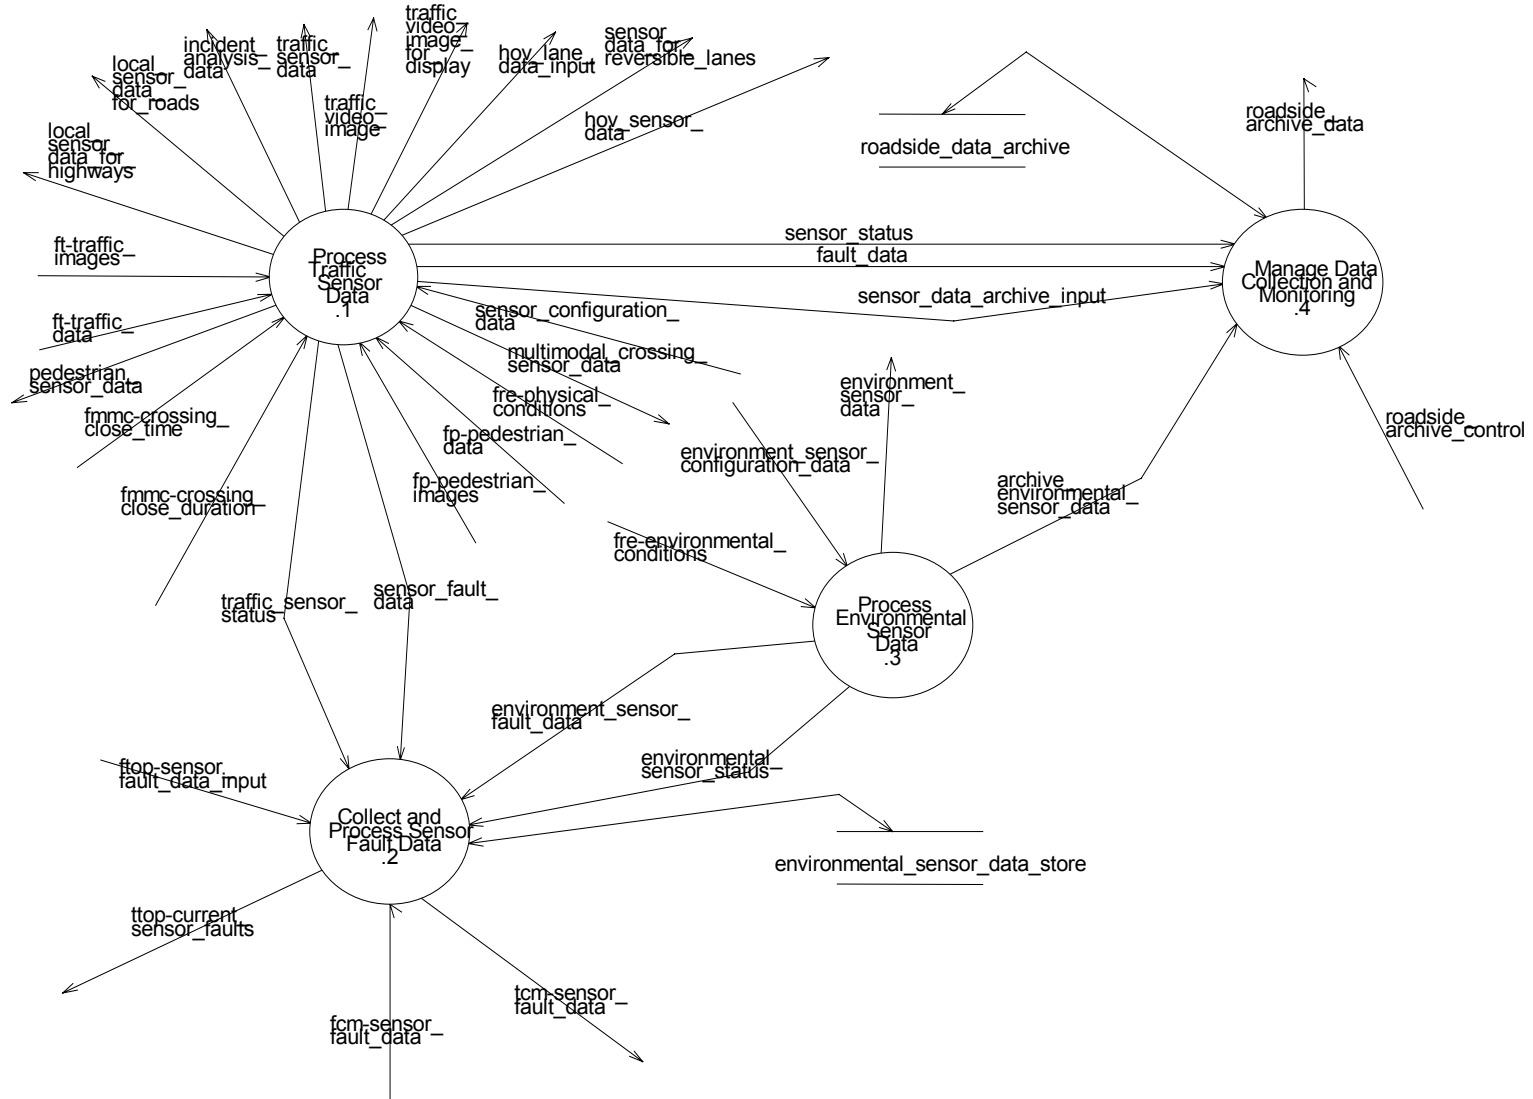 traffic_
video_
image_
for_
display
local_
sensor_
data_
for_roads
incident_
analysis_
data
traffic_
sensor_
data
hov_lane_
data_input
sensor_
data_for_
reversible_lanes
traffic_
video_
image
hov_sensor_
data
local_
sensor_
data_for_
highways
roadside_data_archive
roadside_
archive_data
ft-traffic_
images
Process
Traffic
Sensor
Data
.1
sensor_status
fault_data
sensor_data_archive_input
Manage Data
Collection and
Monitoring
.4
ft-traffic_
data
sensor_configuration_
data
pedestrian_
sensor_data
multimodal_crossing_
sensor_data
fmmc-crossing_
close_time
fre-physical_
conditions
environment_
sensor_
data
roadside_
archive_control
fp-pedestrian_
data
environment_sensor_
configuration_data
fmmc-crossing_
close_duration
fp-pedestrian_
images
archive_
environmental_
sensor_data
fre-environmental_
conditions
traffic_sensor_
status
sensor_fault_
data
Process
Environmental
Sensor
Data
.3
environment_sensor_
fault_data
ftop-sensor_
fault_data_input
environmental_
sensor_status
Collect and
Process Sensor
Fault Data
.2
environmental_sensor_data_store
ttop-current_
sensor_faults
tcm-sensor_
fault_data
fcm-sensor_
fault_data